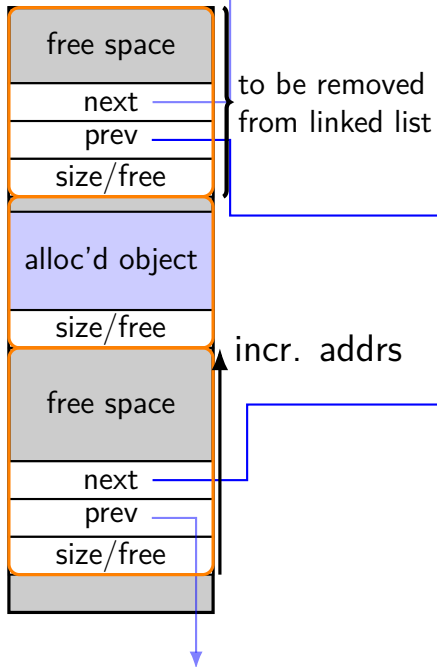 free space
next
prev
size/free
to be removed
from linked list
alloc'd object
size/free
incr. addrs
free space
next
prev
size/free